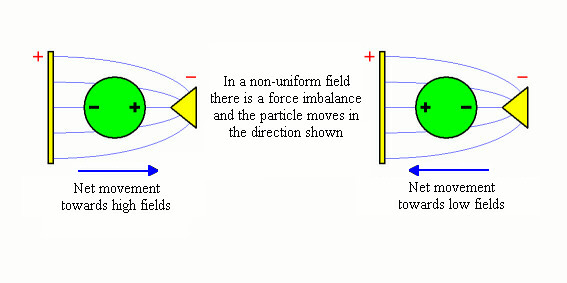 +
−
− +
In a non-uniform field
there is a force imbalance
and the particle moves in
the direction shown
+
−
+ −
Net movement
towards high fields
Net movement
towards low fields